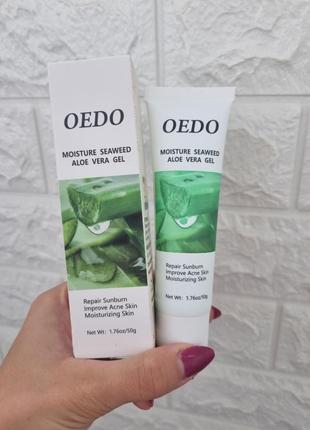 OEDO
MOISTURE SEAWEED
ALOE VERA GEL
Repair Sunburn
Improve Acne Skin
Moisturizing Skin
Net Wt: 1.76oz/50g
OEDO
MOISTURE SEAWEED
ALOE VERA GEL
Repair Sunburn
Improve Acne Skin
Moisturizing Skin
Net Wt: 1.76oz/50g